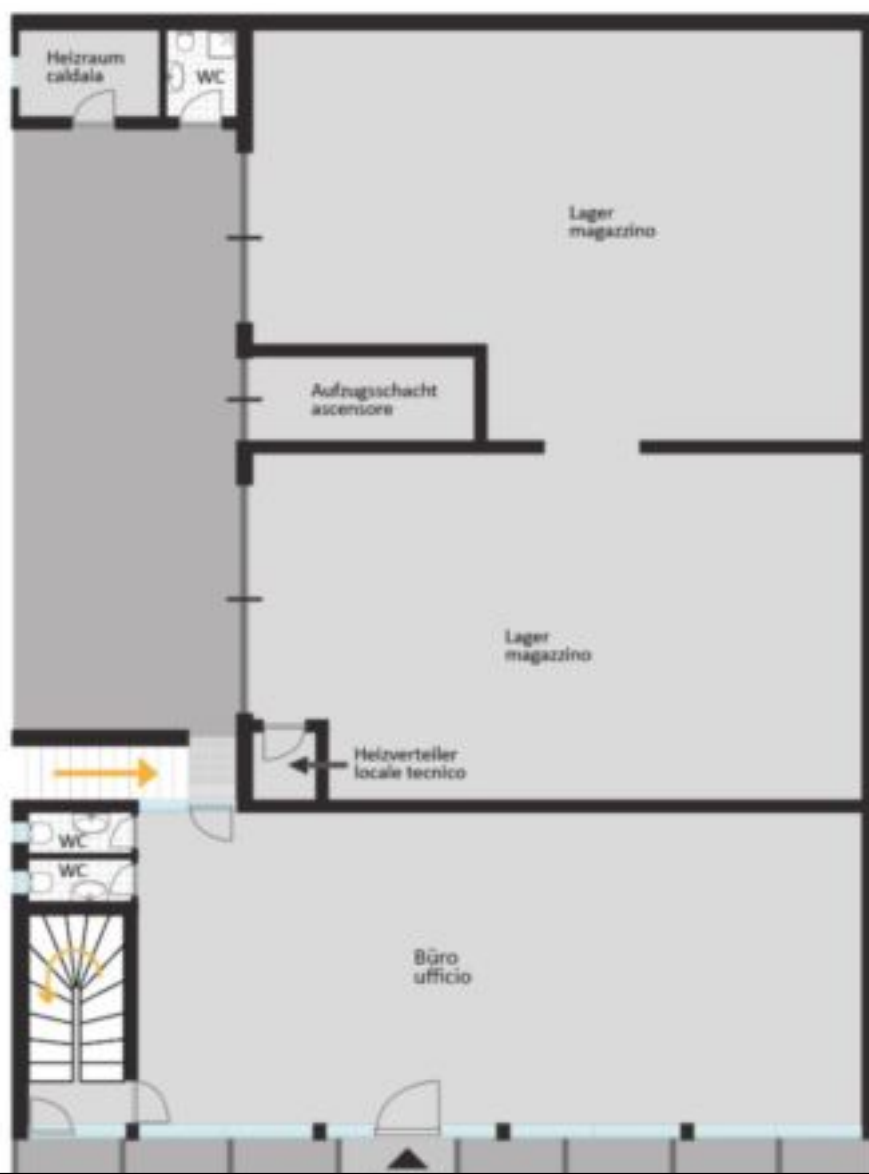 Heizraum
caldaia
WC
Lager
magazzino
Aufzugsschacht
ascensore
Lager
magazzino
Heizverteiler
locale tecnico
WC
WC
Büro
ufficio